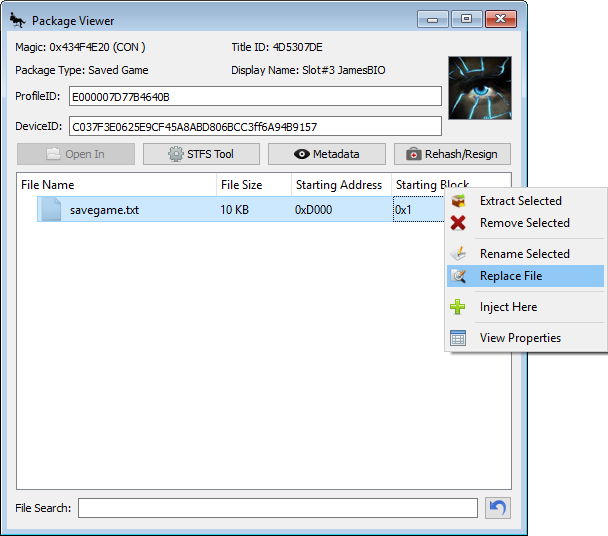 Package Viewer
Magic: 0x434F4E20 (CON ) Title ID: 4D5307DE
Package Type: Saved Game Display Name: Slot#3 JamesBIO
ProfileID: E000007D77B4640B
DeviceID: C037F3E0625E9CF45A8ABD806BCC3ff6A94B9157
Open In STFS Tool Metadata Rehash/Resign
File Name File Size Starting Address Starting Block
savegame.txt 10 KB 0xD000 0x1
Extract Selected
Remove Selected
Rename Selected
Replace File
Inject Here
View Properties
File Search: